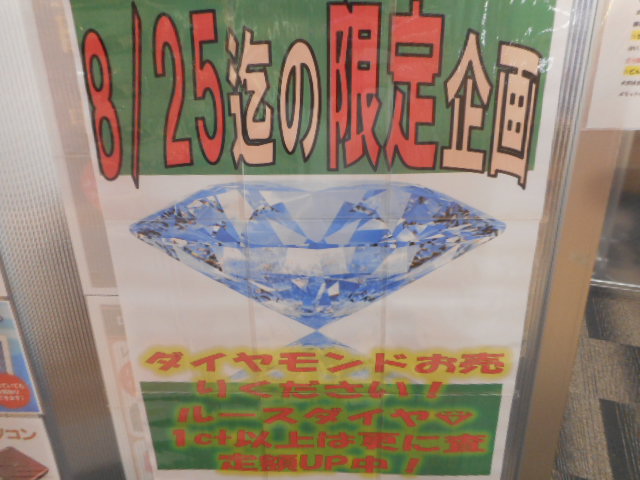 8/25迄の限定企画
ダイヤモンドお売
りください！
ルースダイヤ♡
1ct以上は更に査
定額UP中！